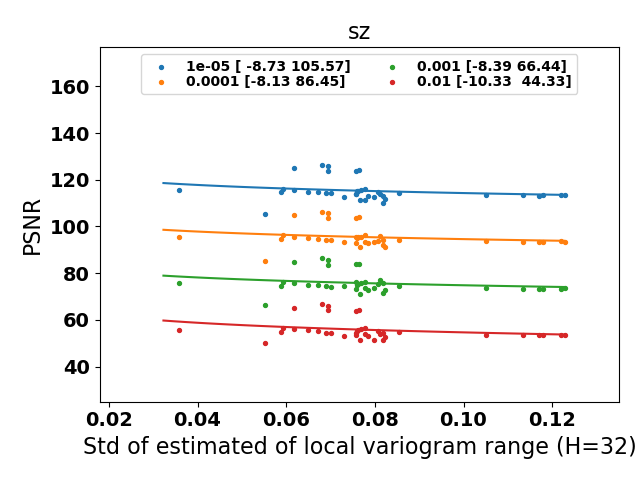 sz
1e-05 [ -8.73 105.57]
0.0001 [-8.13 86.45]
0.001 [-8.39 66.44]
0.01 [-10.33  44.33]
160
140
120
100
80
60
40
PSNR
0.02 0.04 0.06 0.08 0.10 0.12
Std of estimated of local variogram range (H=32)